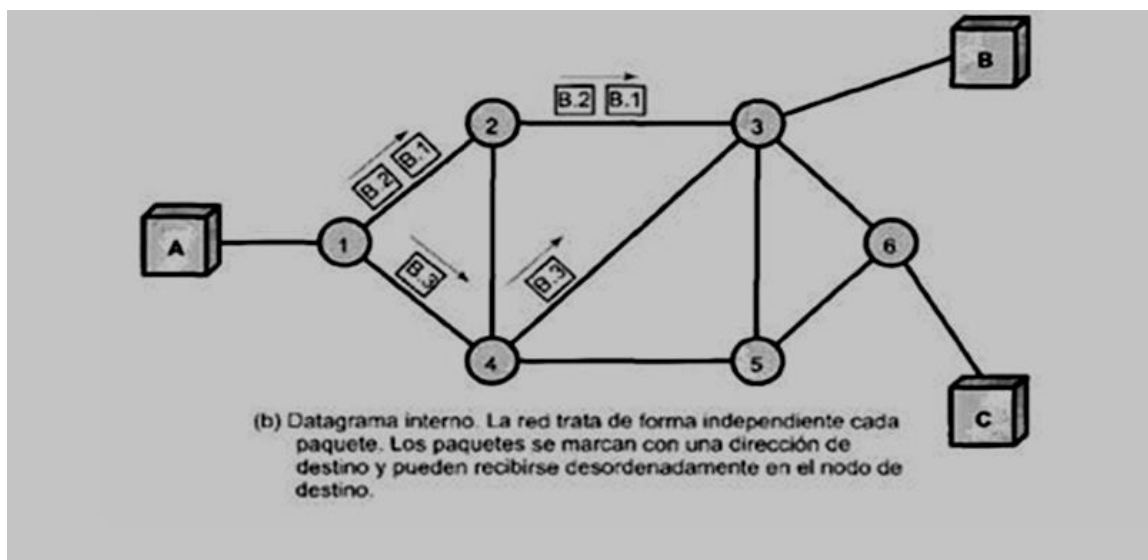 B
B.2 B.1
2
3
B.2 B.1
A
1
6
B.3
B.3
4
5
C
(b) Datagrama interno. La red trata de forma independiente cada
paquete. Los paquetes se marcan con una dirección de
destino y pueden recibirse desordenadamente en el nodo de
destino.